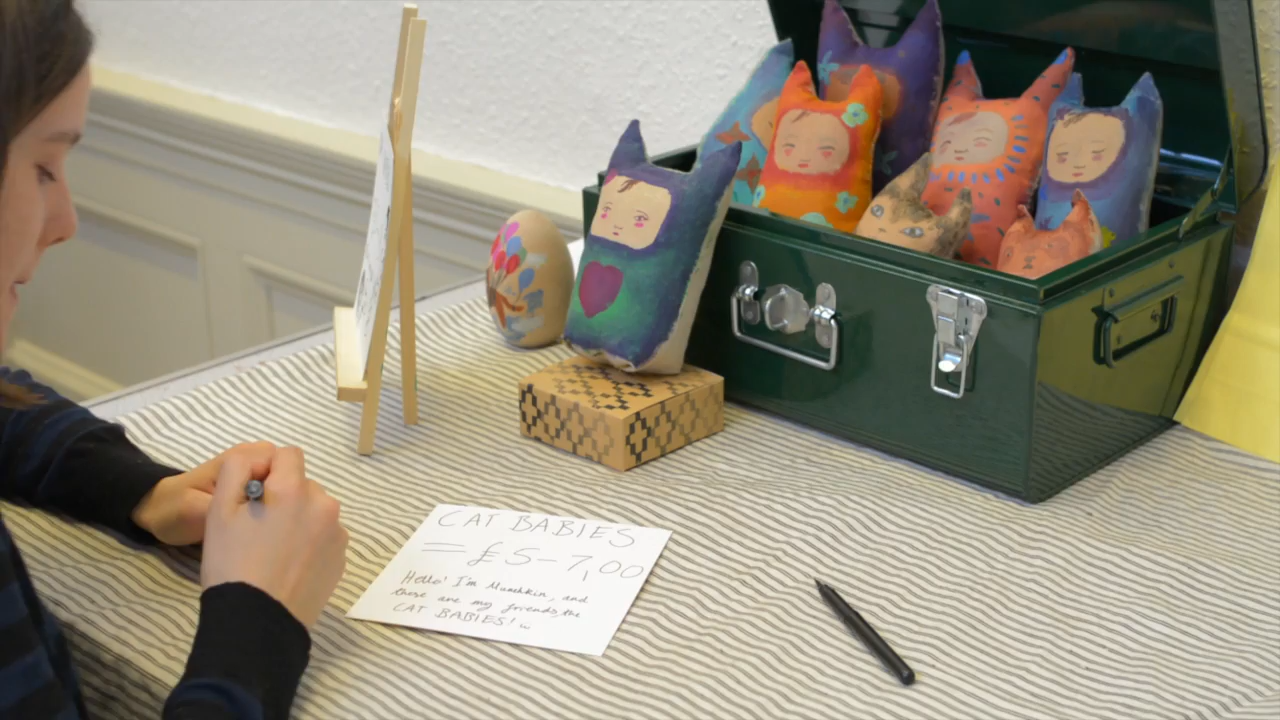 CAT BABIES
= £5-7,00
Hello! I'm Munchkin, and
these are my friends, the
CAT BABIES!